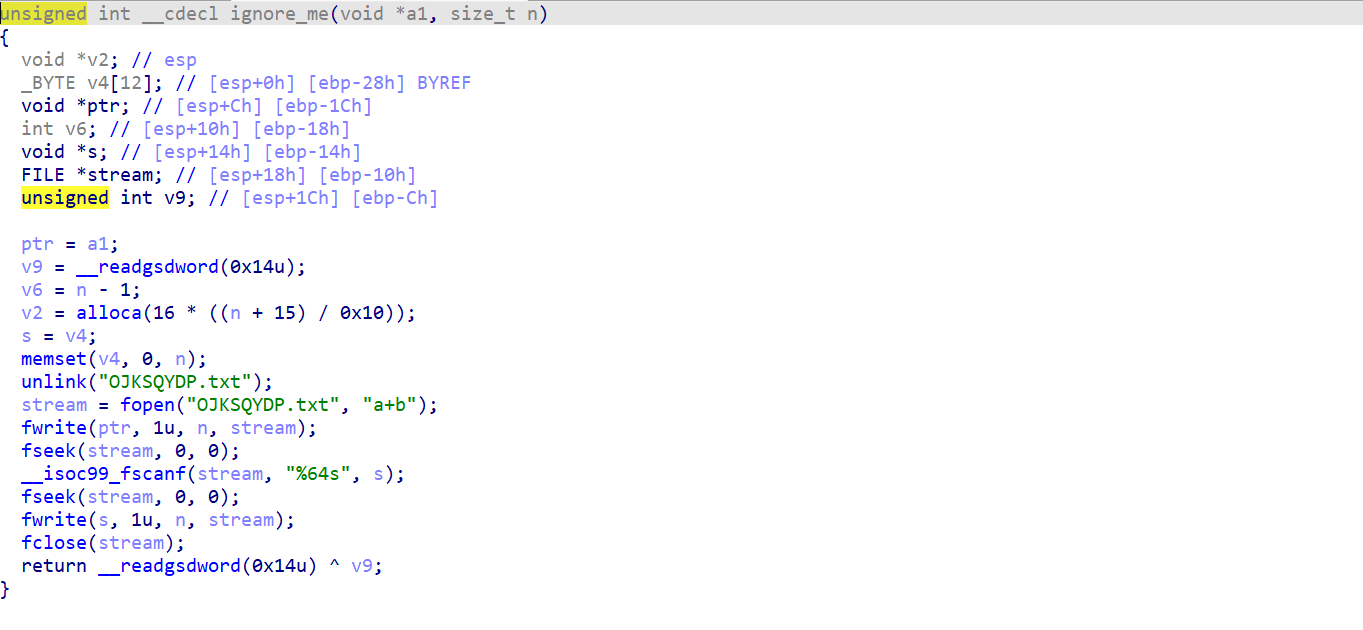 unsigned int __cdecl ignore_me(void *a1, size_t n)
{
  void *v2; // esp
  _BYTE v4[12]; // [esp+0h] [ebp-28h] BYREF
  void *ptr; // [esp+Ch] [ebp-1Ch]
  int v6; // [esp+10h] [ebp-18h]
  void *s; // [esp+14h] [ebp-14h]
  FILE *stream; // [esp+18h] [ebp-10h]
  unsigned int v9; // [esp+1Ch] [ebp-Ch]

  ptr = a1;
  v9 = __readgsdword(0x14u);
  v6 = n - 1;
  v2 = alloca(16 * ((n + 15) / 0x10));
  s = v4;
  memset(v4, 0, n);
  unlink("OJKSQYDP.txt");
  stream = fopen("OJKSQYDP.txt", "a+b");
  fwrite(ptr, 1u, n, stream);
  fseek(stream, 0, 0);
  __isoc99_fscanf(stream, "%64s", s);
  fseek(stream, 0, 0);
  fwrite(s, 1u, n, stream);
  fclose(stream);
  return __readgsdword(0x14u) ^ v9;
}